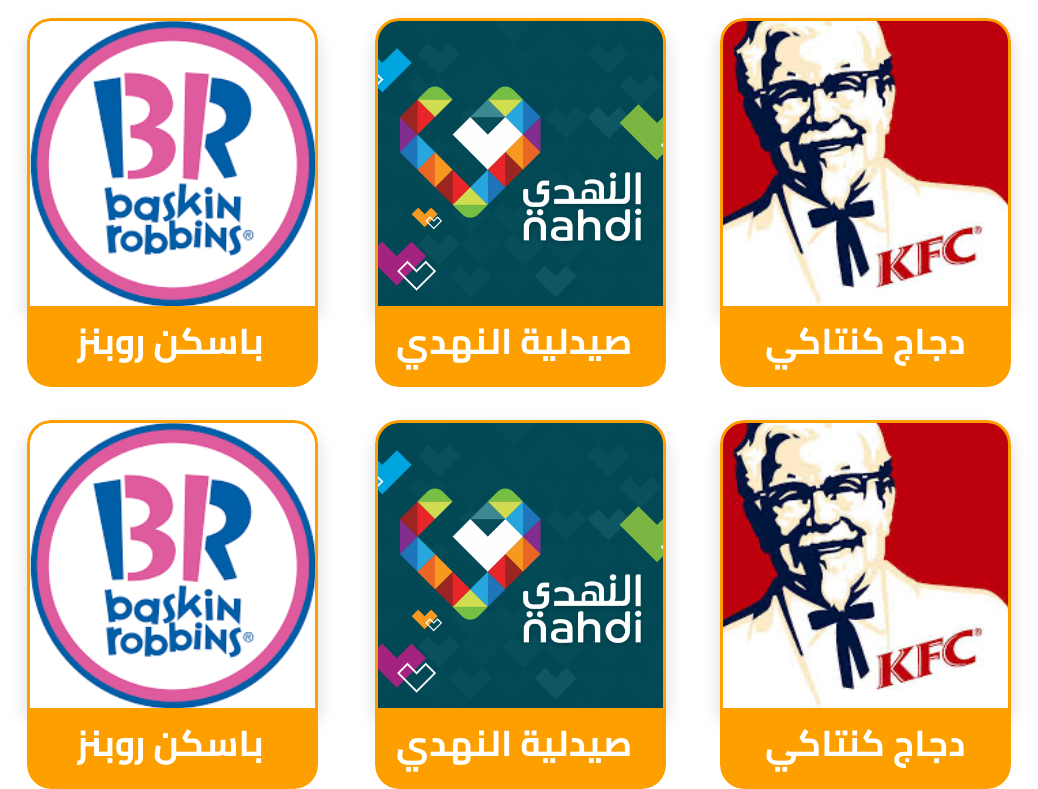 KFC®
دجاج كنتاكي
النهدي
nahdi
صيدلية النهدي
BR
baskin
robbins®
باسكن روبنز
KFC®
دجاج كنتاكي
النهدي
nahdi
صيدلية النهدي
BR
baskin
robbins®
باسكن روبنز